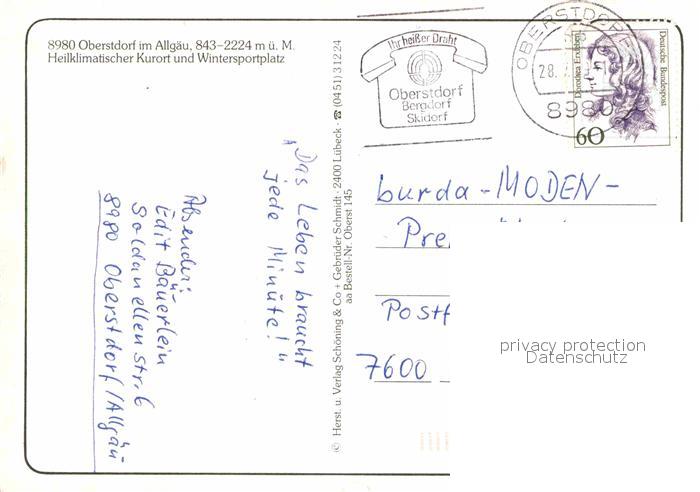 8980 Oberstdorf im Allgäu, 843–2224 m ü. M.
Heilklimatischer Kurort und Wintersportplatz
„Das Leben braucht
jede Minute!"
Absender:
Edit Bäuerlein
Soldanellenstr. 6
8980 Oberstdorf/Allgäu
© Herst. u. Verlag Schöning & Co + Gebrüder Schmidt · 2400 Lübeck · ☎ (0451) 31224
aa Bestell-Nr. Oberst 145
Ihr heißer Draht
Oberstdorf
Bergdorf
Skidorf
OBERSTDORF
28.
8980
Dorothea Erxleben
Deutsche Bundespost
60
burda-MODEN-
Pre
Postf
7600
privacy protection
Datenschutz